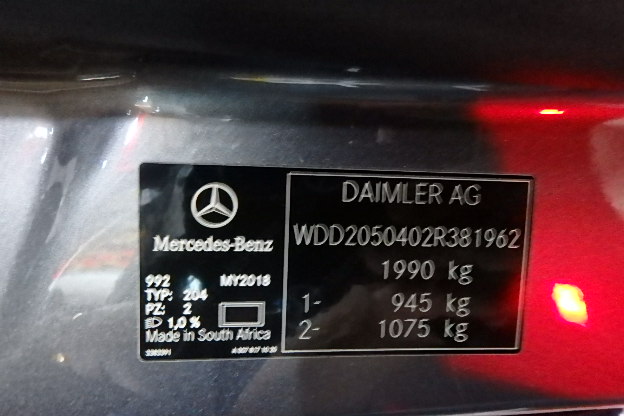 Mercedes-Benz
992 MY2018
TYP: 204
PZ: 2
1,0 %
Made in South Africa
DAIMLER AG
WDD2050402R381962
1990 kg
1- 945 kg
2- 1075 kg